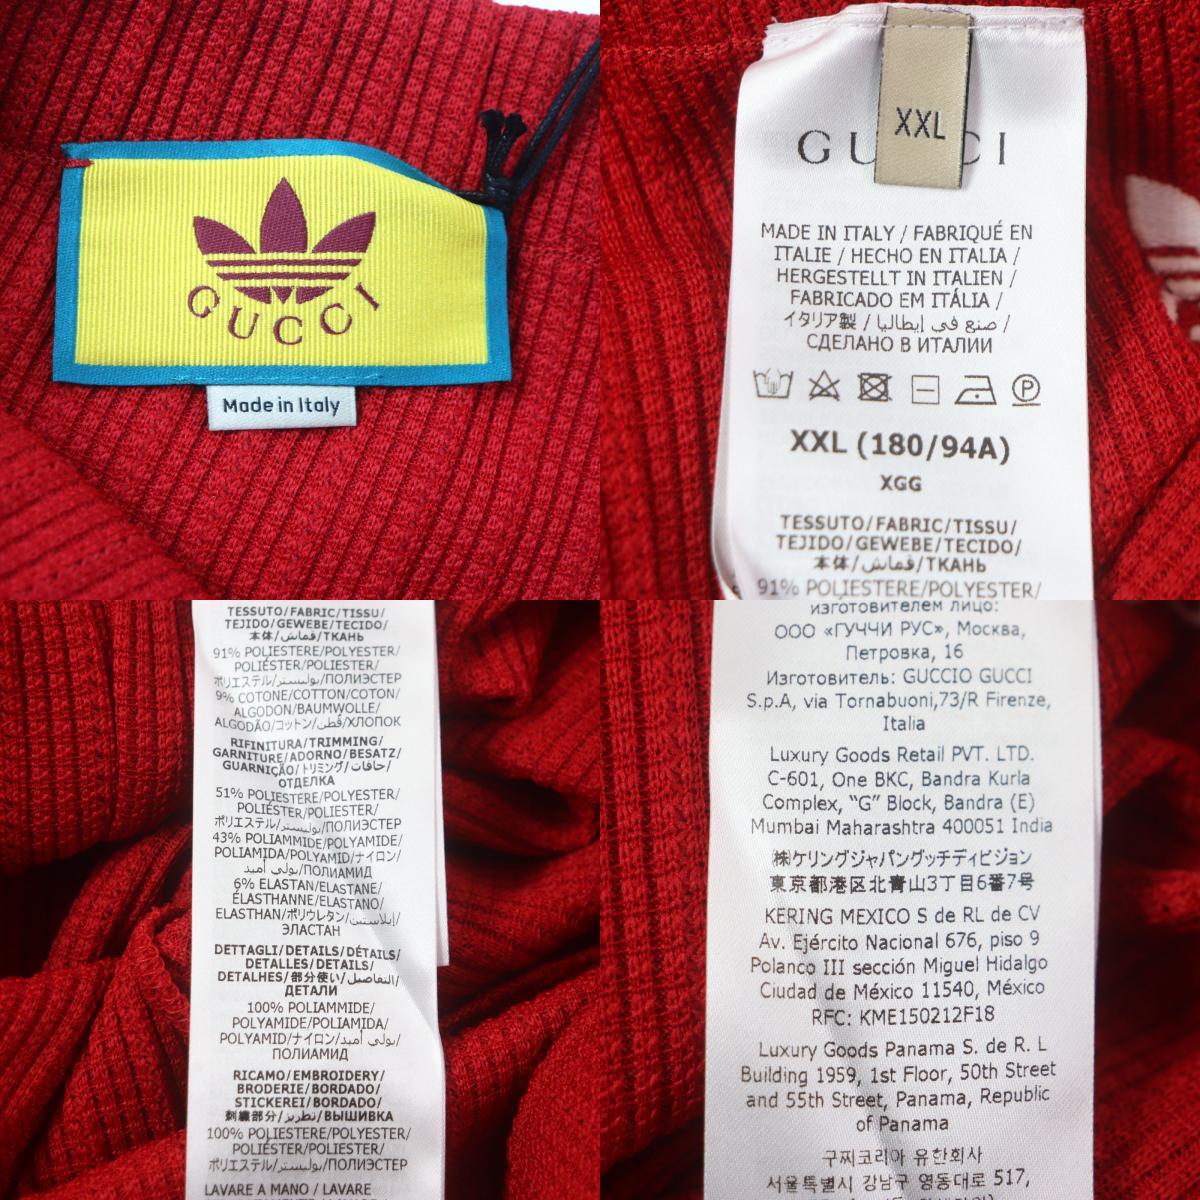 GUCCI
Made in Italy
XXL
GUCCI
MADE IN ITALY / FABRIQUÉ EN
ITALIE / HECHO EN ITALIA /
HERGESTELLT IN ITALIEN /
FABRICADO EM ITÁLIA /
イタリア製 / صنع في إيطاليا /
СДЕЛАНО В ИТАЛИИ
P
XXL (180/94A)
XGG
TESSUTO/FABRIC/TISSU/
TEJIDO/GEWEBE/TECIDO/
本体/قماش/ТКАНЬ
91% POLIESTERE/POLYESTER/
TESSUTO/FABRIC/TISSU/
TEJIDO/GEWEBE/TECIDO/
本体/قماش/ТКАНЬ
91% POLIESTERE/POLYESTER/
POLIÉSTER/POLIESTER/
ポリエステル/بوليستر/ПОЛИЭСТЕР
9% COTONE/COTTON/COTON/
ALGODON/BAUMWOLLE/
ALGODÃO/コットン/قطن/ХЛОПОК
RIFINITURA/TRIMMING/
GARNITURE/ADORNO/BESATZ/
GUARNIÇÃO/トリミング/حافات/
ОТДЕЛКА
51% POLIESTERE/POLYESTER/
POLIÉSTER/POLIESTER/
ポリエステル/بوليستر/ПОЛИЭСТЕР
43% POLIAMMIDE/POLYAMIDE/
POLIAMIDA/POLYAMID/ナイロン/
بولي أميد/ПОЛИАМИД
6% ELASTAN/ELASTANE/
ÉLASTHANNE/ELASTANO/
ELASTHAN/ポリウレタン/إيلاستين/
ЭЛАСТАН
DETTAGLI/DETAILS/DÉTAILS/
DETALLES/DETAILS/
DETALHES/部分使い/التفاصيل/
ДЕТАЛИ
100% POLIAMMIDE/
POLYAMIDE/POLIAMIDA/
POLYAMID/ナイロン/بولي أميد/
ПОЛИАМИД
RICAMO/EMBROIDERY/
BRODERIE/BORDADO/
STICKEREI/BORDADO/
刺繍部分/تطريز/ВЫШИВКА
100% POLIESTERE/POLYESTER/
POLIÉSTER/POLIESTER/
ポリエステル/بوليستر/ПОЛИЭСТЕР
LAVARE A MANO / LAVARE
изготовителем лицо:
ООО «ГУЧЧИ РУС», Москва,
Петровка, 16
Изготовитель: GUCCIO GUCCI
S.p.A, via Tornabuoni,73/R Firenze,
Italia
Luxury Goods Retail PVT. LTD.
C-601, One BKC, Bandra Kurla
Complex, "G" Block, Bandra (E)
Mumbai Maharashtra 400051 India
㈱ケリングジャパングッチディビジョン
東京都港区北青山3丁目6番7号
KERING MEXICO S de RL de CV
Av. Ejército Nacional 676, piso 9
Polanco III sección Miguel Hidalgo
Ciudad de México 11540, México
RFC: KME150212F18
Luxury Goods Panama S. de R. L
Building 1959, 1st Floor, 50th Street
and 55th Street, Panama, Republic
of Panama
구찌코리아 유한회사
서울특별시 강남구 영동대로 517,